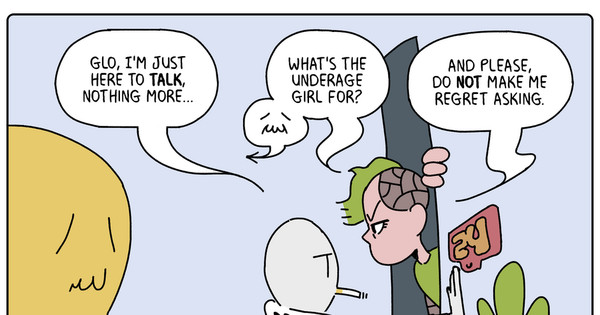 GLO, I'M JUST
HERE TO TALK,
NOTHING MORE...
WHAT'S THE
UNDERAGE
GIRL FOR?
AND PLEASE,
DO NOT MAKE ME
REGRET ASKING.
24